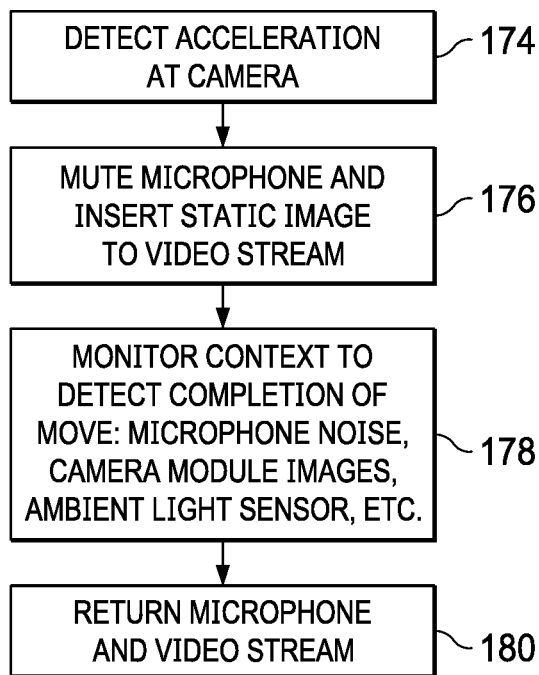 DETECT ACCELERATION
AT CAMERA
174
MUTE MICROPHONE AND
INSERT STATIC IMAGE
TO VIDEO STREAM
176
MONITOR CONTEXT TO
DETECT COMPLETION OF
MOVE: MICROPHONE NOISE,
CAMERA MODULE IMAGES,
AMBIENT LIGHT SENSOR, ETC.
178
RETURN MICROPHONE
AND VIDEO STREAM
180